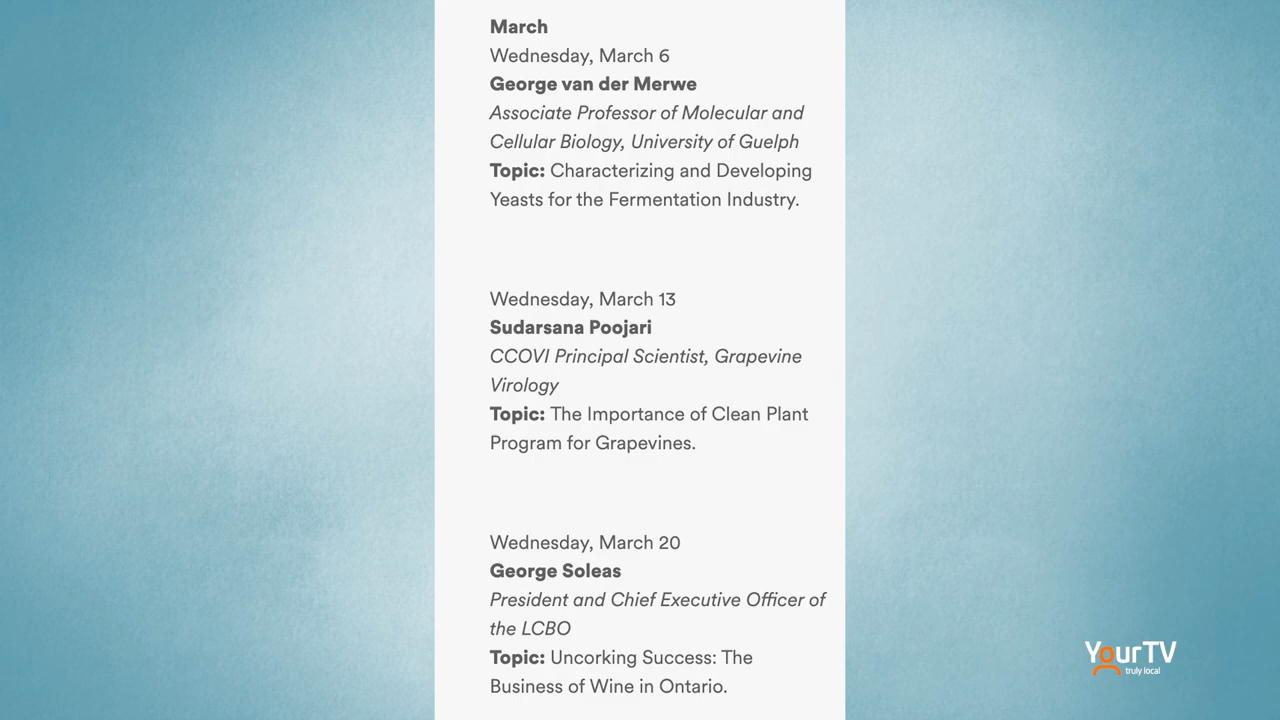 March
Wednesday, March 6
George van der Merwe
Associate Professor of Molecular and
Cellular Biology, University of Guelph
Topic: Characterizing and Developing
Yeasts for the Fermentation Industry.
Wednesday, March 13
Sudarsana Poojari
CCOVI Principal Scientist, Grapevine
Virology
Topic: The Importance of Clean Plant
Program for Grapevines.
Wednesday, March 20
George Soleas
President and Chief Executive Officer of
the LCBO
Topic: Uncorking Success: The
Business of Wine in Ontario.
YourTV
truly local